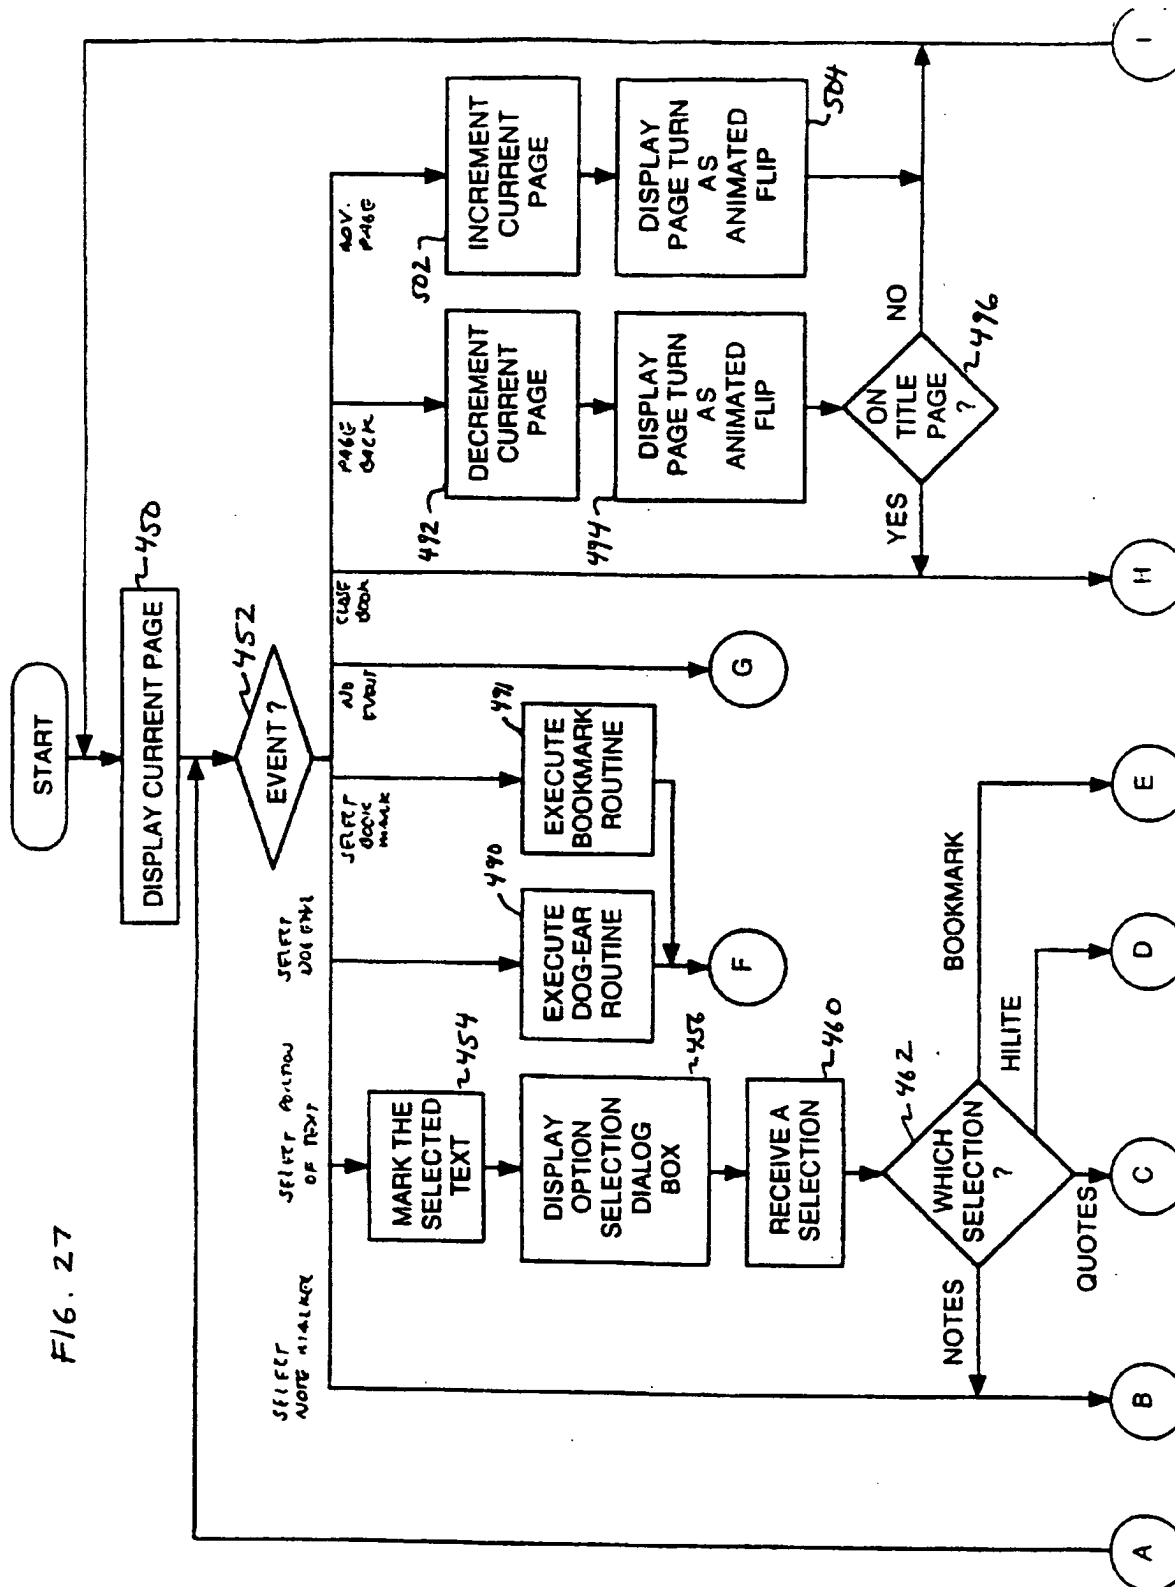 FIG. 27
START
DISPLAY CURRENT PAGE
450
EVENT?
452
SELECT
NOTE MARKER
SELECT PORTION
OF TEXT
SELECT
DOG EAR
SELECT
BOOK
MARK
NO
EVENT
CLOSE
BOOK
PAGE
BACK
ADV.
PAGE
MARK THE
SELECTED
TEXT
454
DISPLAY
OPTION
SELECTION
DIALOG
BOX
456
RECEIVE A
SELECTION
460
WHICH
SELECTION
?
462
NOTES
QUOTES
HILITE
BOOKMARK
EXECUTE
DOG-EAR
ROUTINE
490
EXECUTE
BOOKMARK
ROUTINE
491
F
G
DECREMENT
CURRENT
PAGE
492
DISPLAY
PAGE TURN
AS
ANIMATED
FLIP
494
ON
TITLE
PAGE
?
496
YES
NO
INCREMENT
CURRENT
PAGE
502
DISPLAY
PAGE TURN
AS
ANIMATED
FLIP
504
A
B
C
D
E
H
I